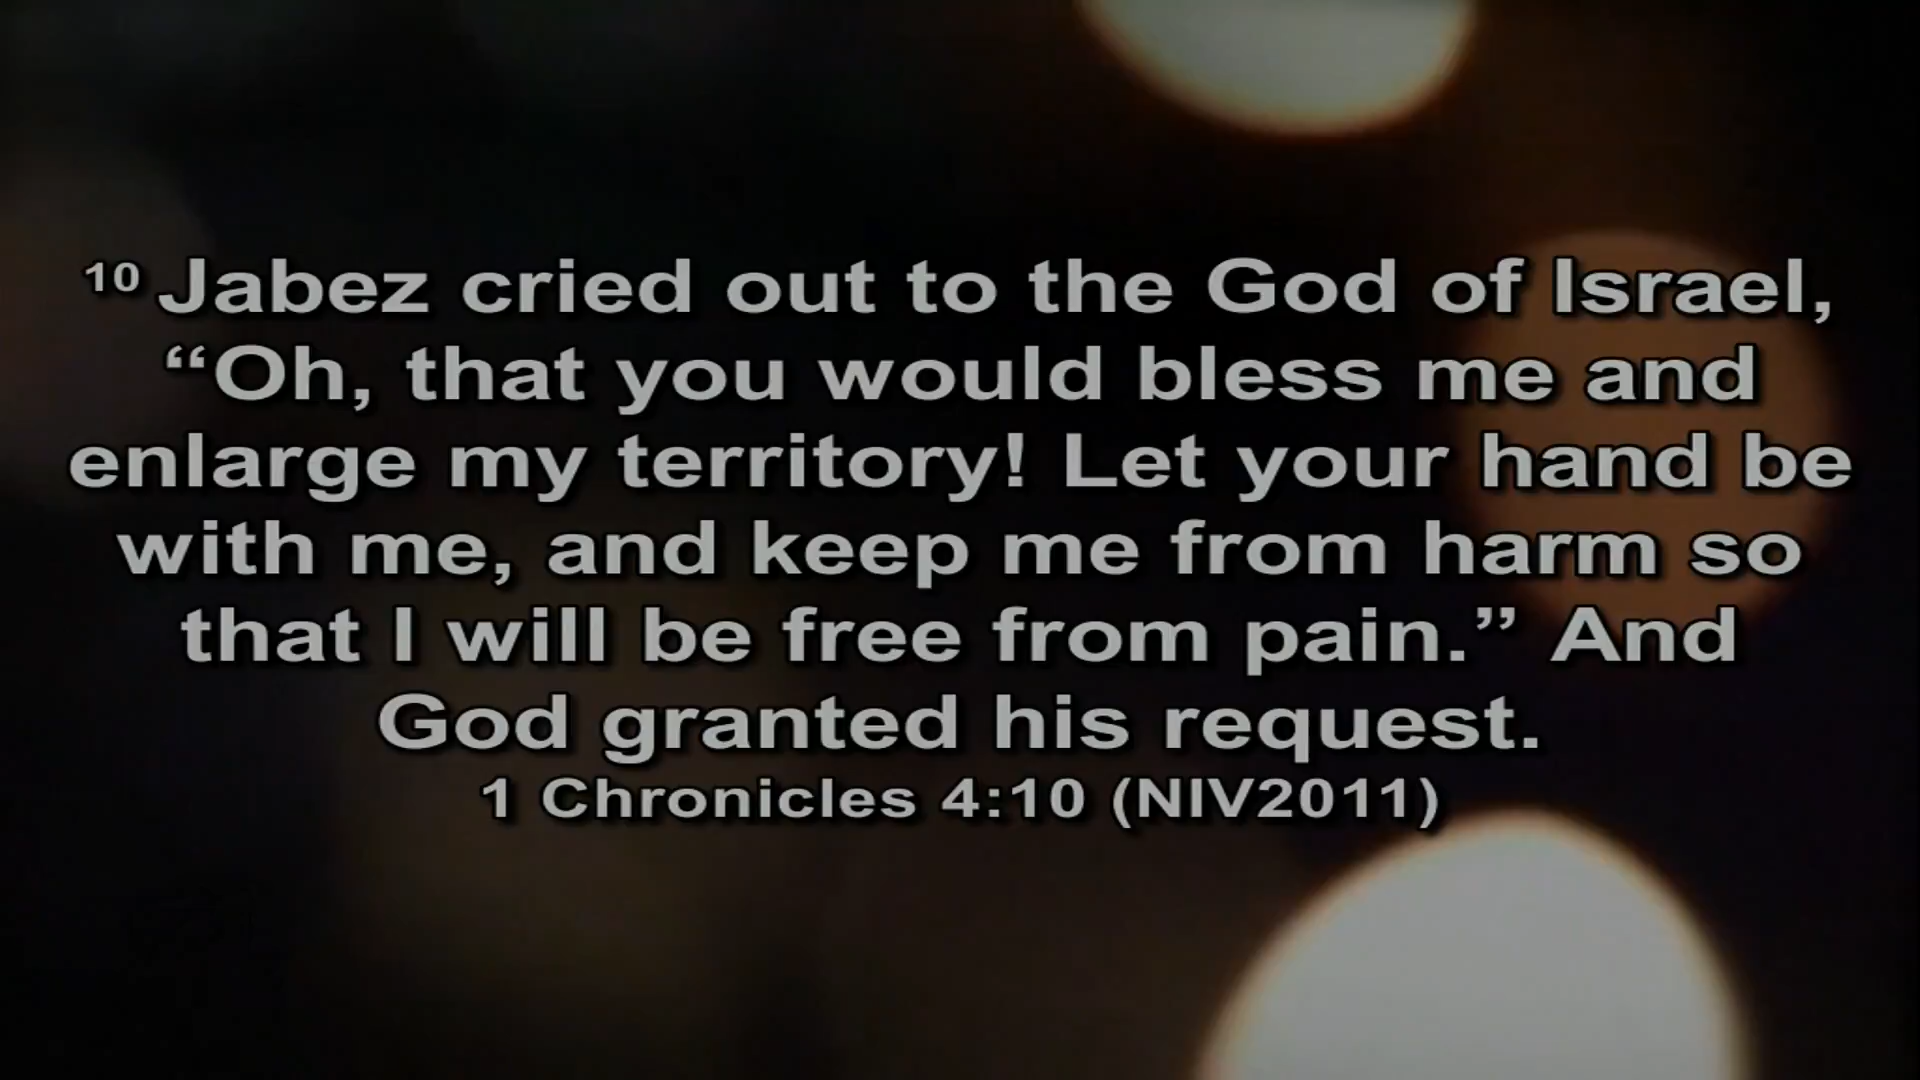 10 Jabez cried out to the God of Israel,
“Oh, that you would bless me and
enlarge my territory! Let your hand be
with me, and keep me from harm so
that I will be free from pain.” And
God granted his request.
1 Chronicles 4:10 (NIV2011)